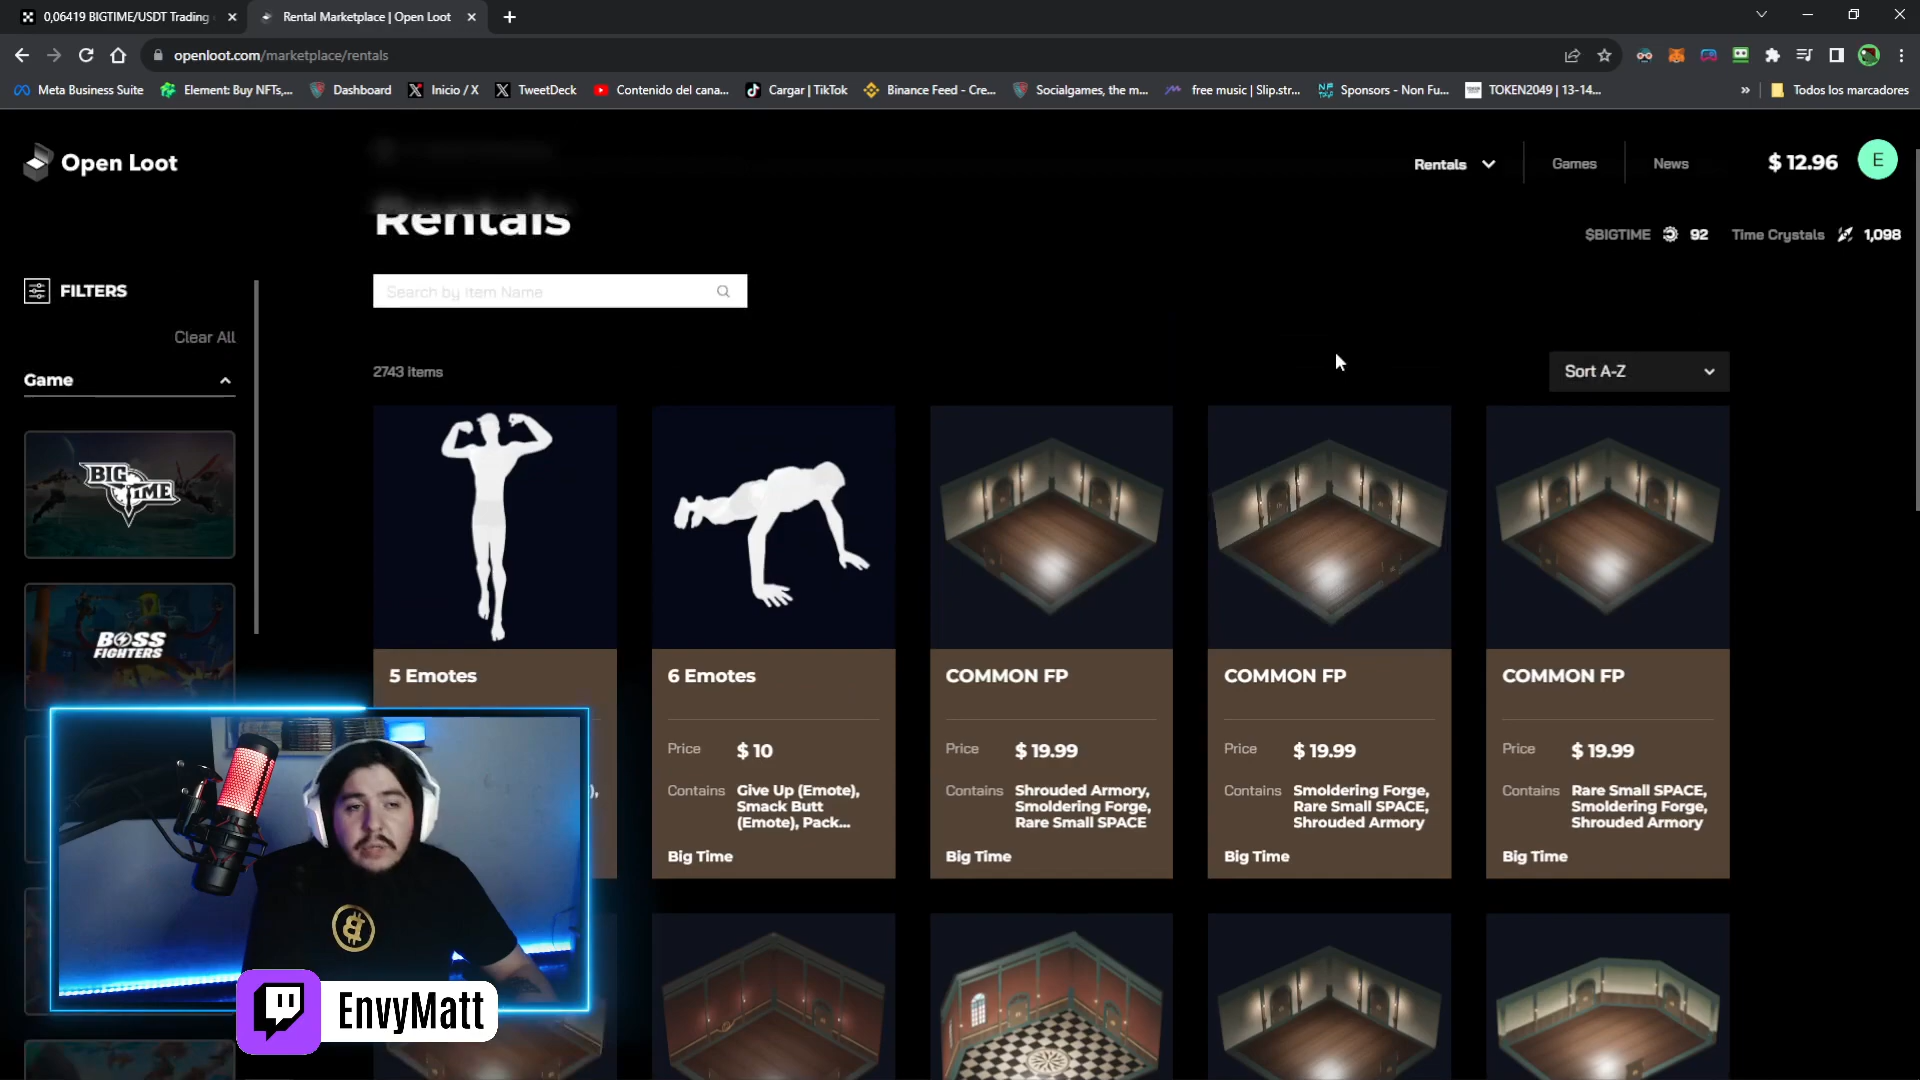 0,06419 BIGTIME/USDT Trading
Rental Marketplace | Open Loot
openloot.com/marketplace/rentals
Meta Business Suite
Element: Buy NFTs,...
Dashboard
Inicio / X
TweetDeck
Contenido del cana...
Cargar | TikTok
Binance Feed - Cre...
Socialgames, the m...
free music | Slip.str...
Sponsors - Non Fu...
TOKEN2049 | 13-14...
»
Todos los marcadores
Open Loot
Rentals
Games
News
$ 12.96
E
Rentals
$BIGTIME 92
Time Crystals 1,098
FILTERS
Search by Item Name
Clear All
Game
2743 items
Sort A-Z
BIG TIME
BOSS FIGHTERS
5 Emotes
6 Emotes
Price $ 10
Contains Give Up (Emote),
Smack Butt
(Emote), Pack...
Big Time
COMMON FP
Price $ 19.99
Contains Shrouded Armory,
Smoldering Forge,
Rare Small SPACE
Big Time
COMMON FP
Price $ 19.99
Contains Smoldering Forge,
Rare Small SPACE,
Shrouded Armory
Big Time
COMMON FP
Price $ 19.99
Contains Rare Small SPACE,
Smoldering Forge,
Shrouded Armory
Big Time
EnvyMatt